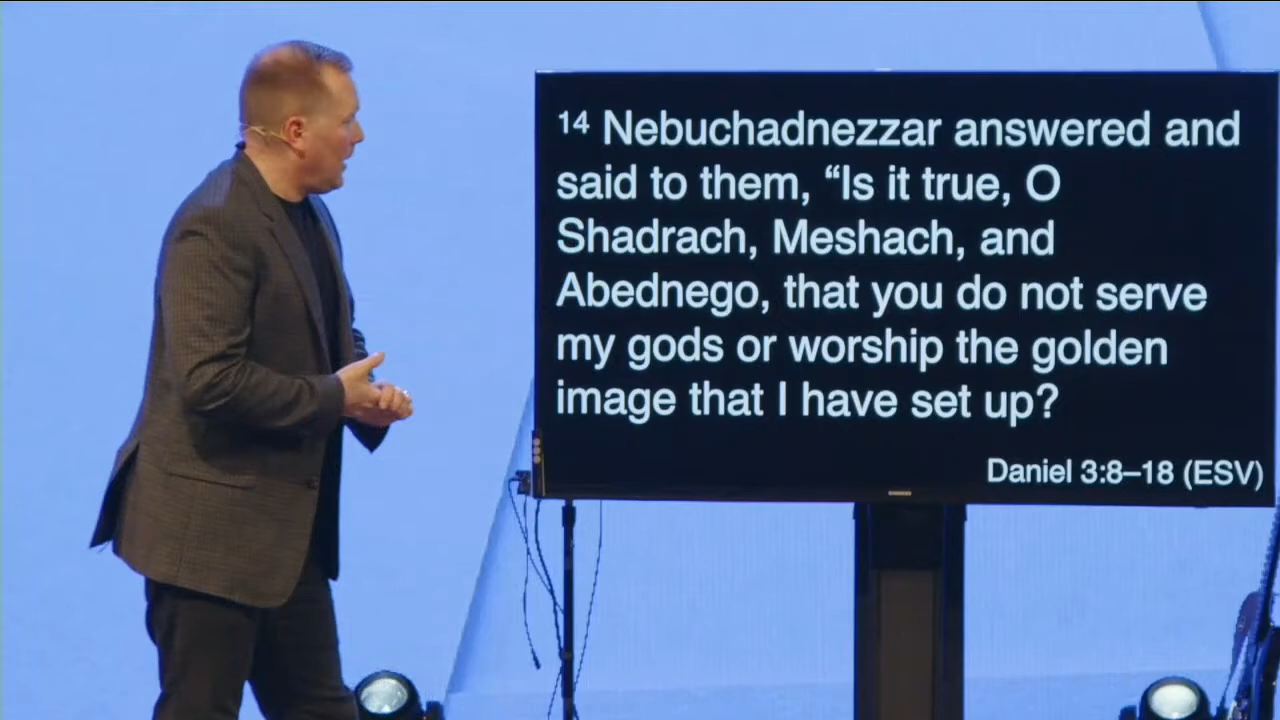 14 Nebuchadnezzar answered and
said to them, “Is it true, O
Shadrach, Meshach, and
Abednego, that you do not serve
my gods or worship the golden
image that I have set up?
Daniel 3:8–18 (ESV)